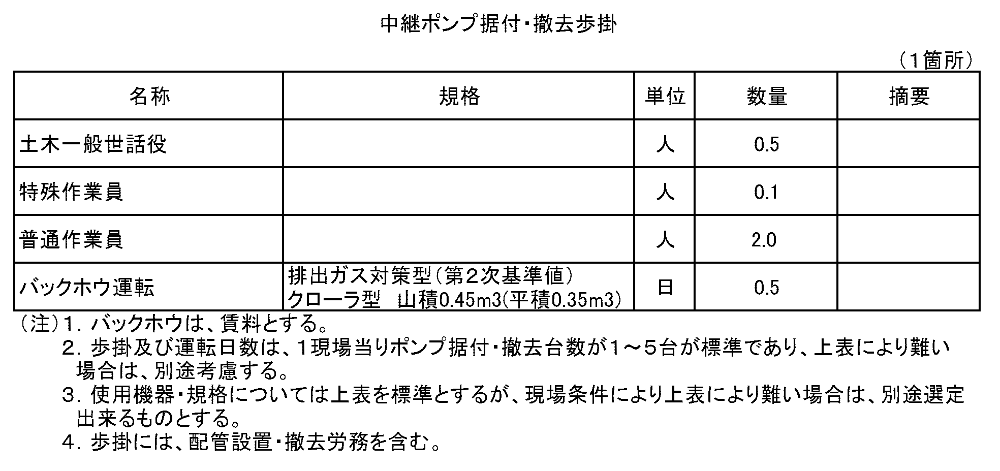 中継ポンプ据付・撤去歩掛
（１箇所）
名称 規格 単位 数量 摘要
土木一般世話役 人 0.5
特殊作業員 人 0.1
普通作業員 人 2.0
バックホウ運転 排出ガス対策型（第２次基準値） 日 0.5
クローラ型　山積0.45m3(平積0.35m3)
（注）１．バックホウは、賃料とする。
２．歩掛及び運転日数は、１現場当りポンプ据付・撤去台数が１～５台が標準であり、上表により難い
場合は、別途考慮する。
３．使用機器・規格については上表を標準とするが、現場条件により上表により難い場合は、別途選定
出来るものとする。
４．歩掛には、配管設置・撤去労務を含む。